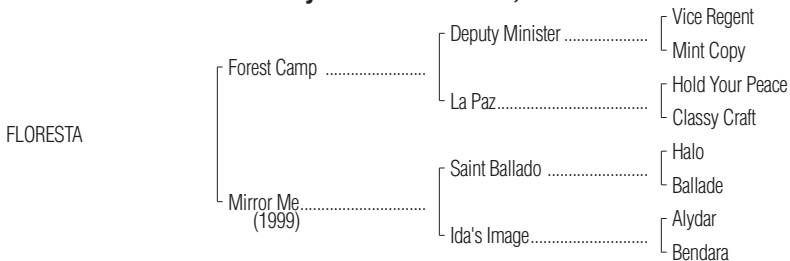 Vice Regent
Deputy Minister ....................
Mint Copy
Forest Camp ........................
Hold Your Peace
La Paz....................................
Classy Craft
FLORESTA
Halo
Saint Ballado ........................
Ballade
Mirror Me..............................
(1999)
Alydar
Ida's Image............................
Bendara